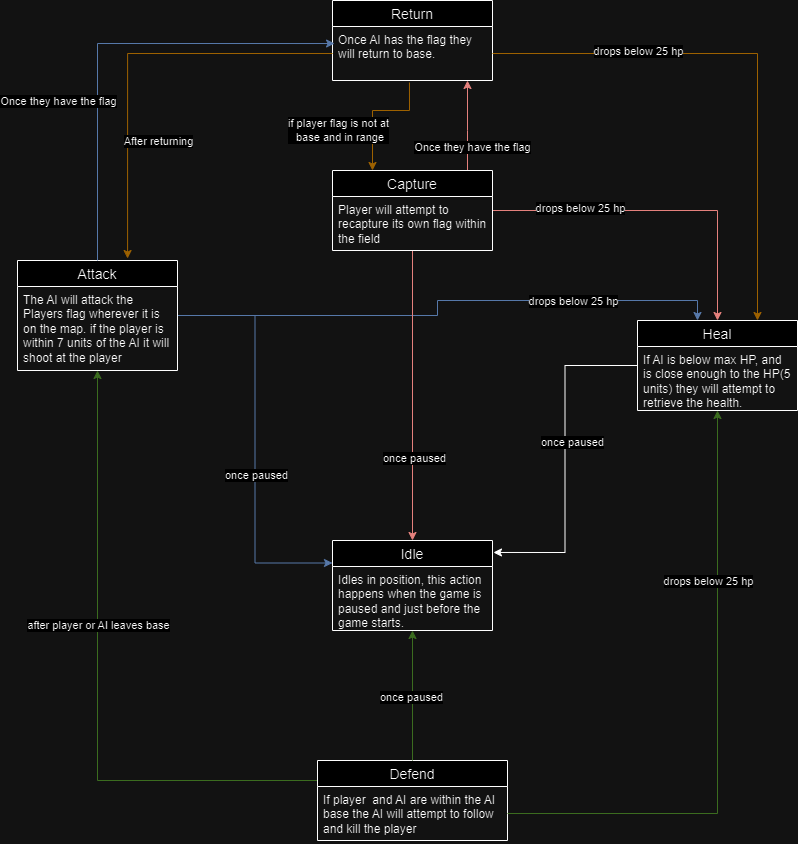 Return
Once AI has the flag they
will return to base.
drops below 25 hp
Once they have the flag
After returning
if player flag is not at
base and in range
Once they have the flag
Capture
Player will attempt to
recapture its own flag within
the field
drops below 25 hp
Attack
The AI will attack the
Players flag wherever it is
on the map. if the player is
within 7 units of the AI it will
shoot at the player
drops below 25 hp
Heal
If AI is below max HP, and
is close enough to the HP(5
units) they will attempt to
retrieve the health.
once paused
once paused
once paused
Idle
Idles in position, this action
happens when the game is
paused and just before the
game starts.
drops below 25 hp
after player or AI leaves base
once paused
Defend
If player  and AI are within the AI
base the AI will attempt to follow
and kill the player